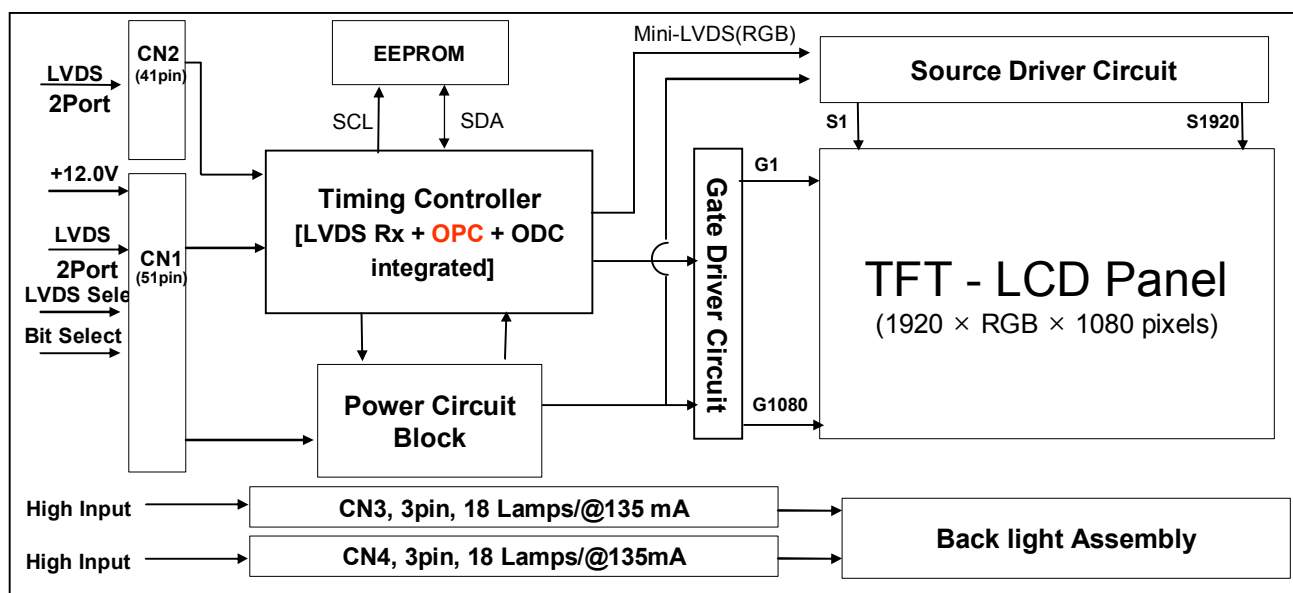 CN2
(41pin)
LVDS
2Port
EEPROM
SCL
SDA
Mini-LVDS(RGB)
Source Driver Circuit
S1
S1920
+12.0V
LVDS
2Port
CN1
(51pin)
LVDS Sele
Bit Select
Timing Controller
[LVDS Rx + OPC + ODC
integrated]
Power Circuit
Block
Gate Driver Circuit
G1
G1080
TFT - LCD Panel
(1920 × RGB × 1080 pixels)
High Input
CN3, 3pin, 18 Lamps/@135 mA
High Input
CN4, 3pin, 18 Lamps/@135mA
Back light Assembly